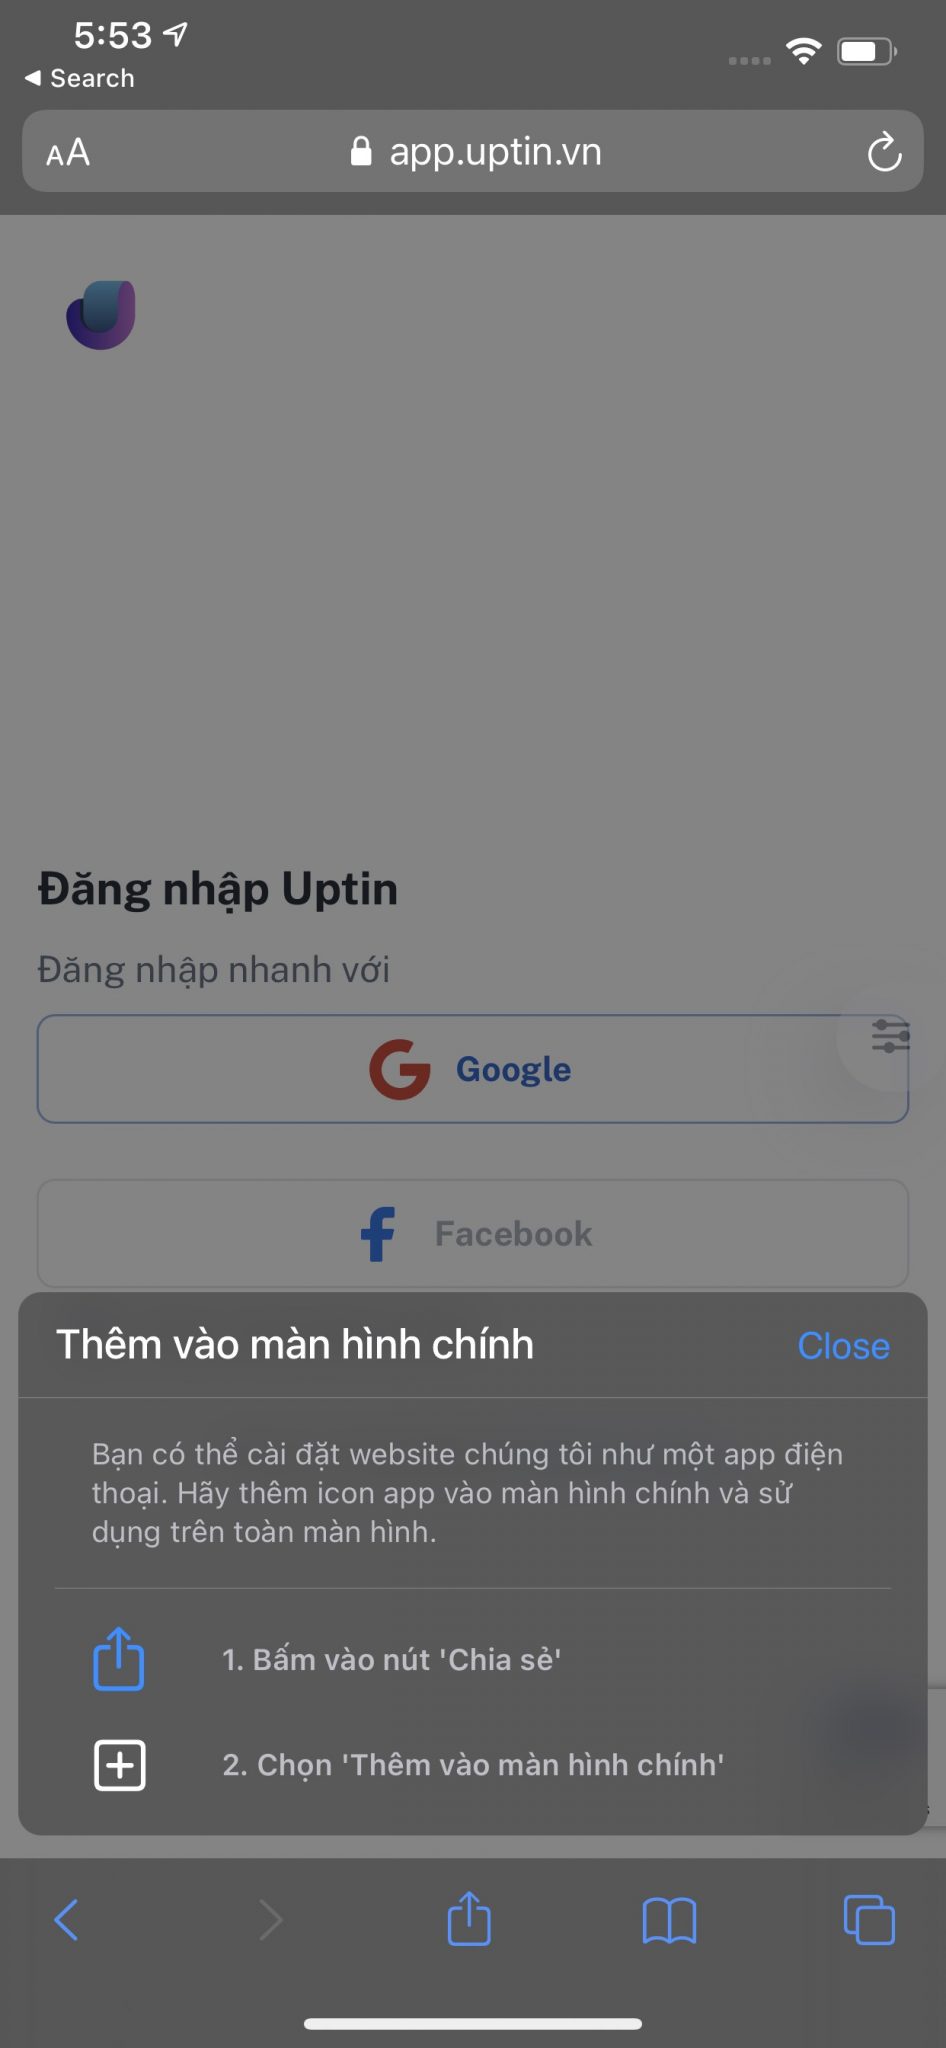 5:53
◀ Search
AA
app.uptin.vn
Đăng nhập Uptin
Đăng nhập nhanh với
Google
Facebook
Thêm vào màn hình chính
Close
Bạn có thể cài đặt website chúng tôi như một app điện
thoại. Hãy thêm icon app vào màn hình chính và sử
dụng trên toàn màn hình.
1. Bấm vào nút 'Chia sẻ'
2. Chọn 'Thêm vào màn hình chính'